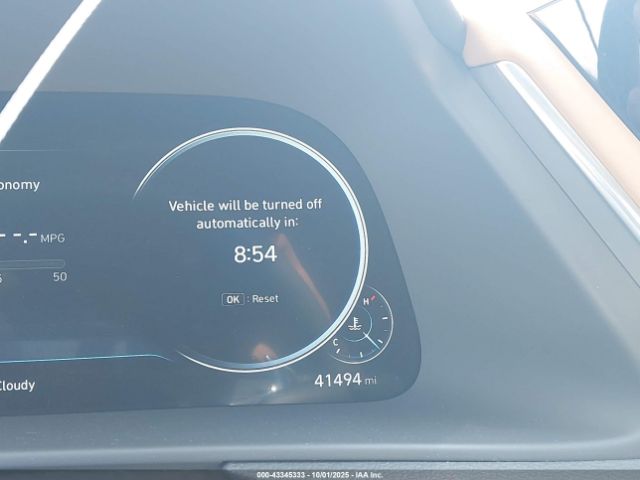 onomy
Vehicle will be turned off
automatically in:
--.- MPG
8:54
50
OK : Reset
H
C
41494 mi
Cloudy
000-43345333 - 10/01/2025 - IAA Inc.